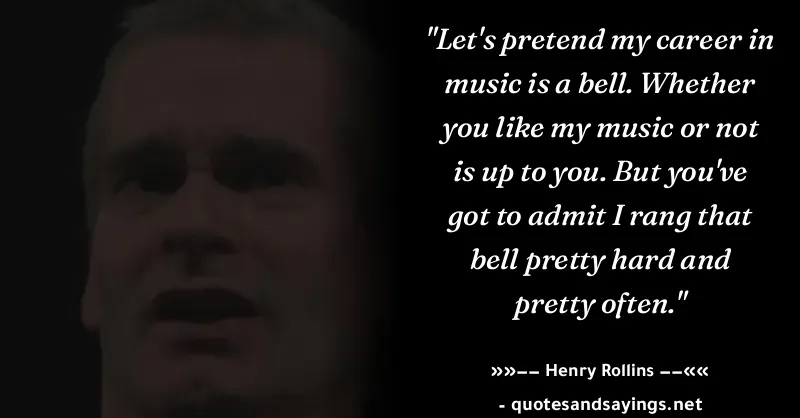 "Let's pretend my career in
music is a bell. Whether
you like my music or not
is up to you. But you've
got to admit I rang that
bell pretty hard and
pretty often."
»»−− Henry Rollins −−««
- quotesandsayings.net